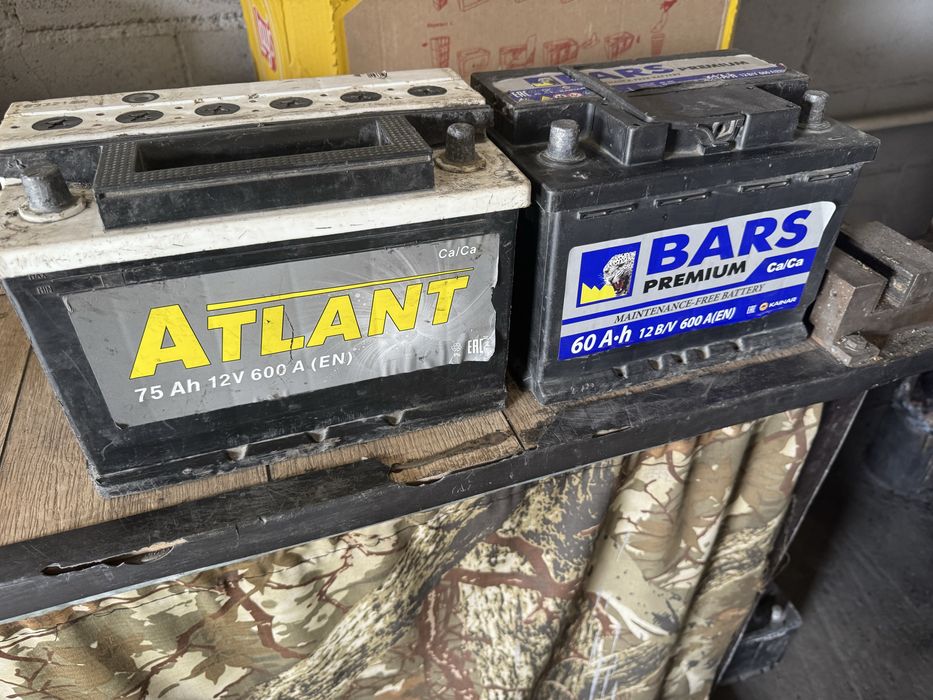 BARS PREMIUM
Ca/Ca
ATLANT
75 Ah 12V 600 A (EN)
EAC
BARS
PREMIUM
Ca/Ca
MAINTENANCE-FREE BATTERY
KAINAR
60 A·h 12 B/V 600 A(EN)